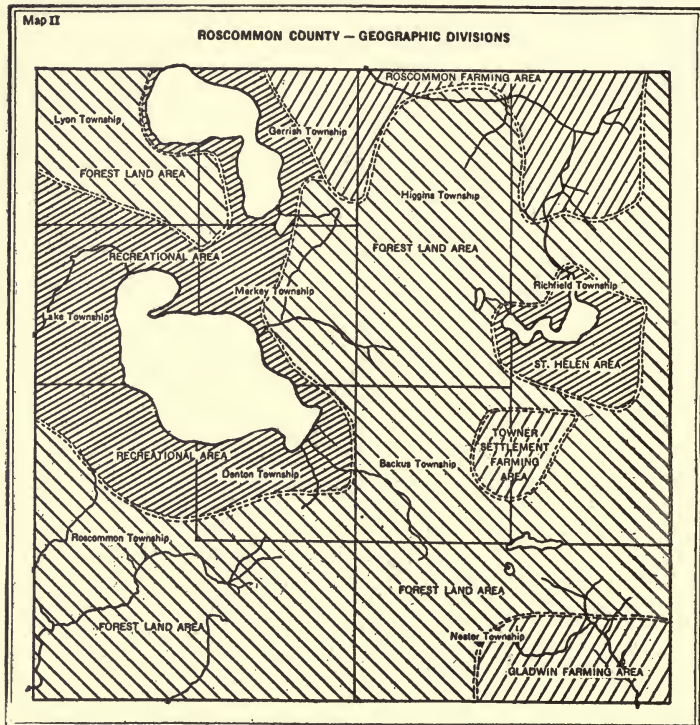 Map II
ROSCOMMON COUNTY — GEOGRAPHIC DIVISIONS
ROSCOMMON FARMING AREA
Lyon Township
Gerrish Township
FOREST LAND AREA
Higgins Township
FOREST LAND AREA
RECREATIONAL AREA
Markey Township
Richfield Township
Lake Township
ST. HELEN AREA
TOWNER
SETTLEMENT
FARMING
AREA
RECREATIONAL AREA
Denton Township
Backus Township
Roscommon Township
FOREST LAND AREA
FOREST LAND AREA
Nester Township
GLADWIN FARMING AREA